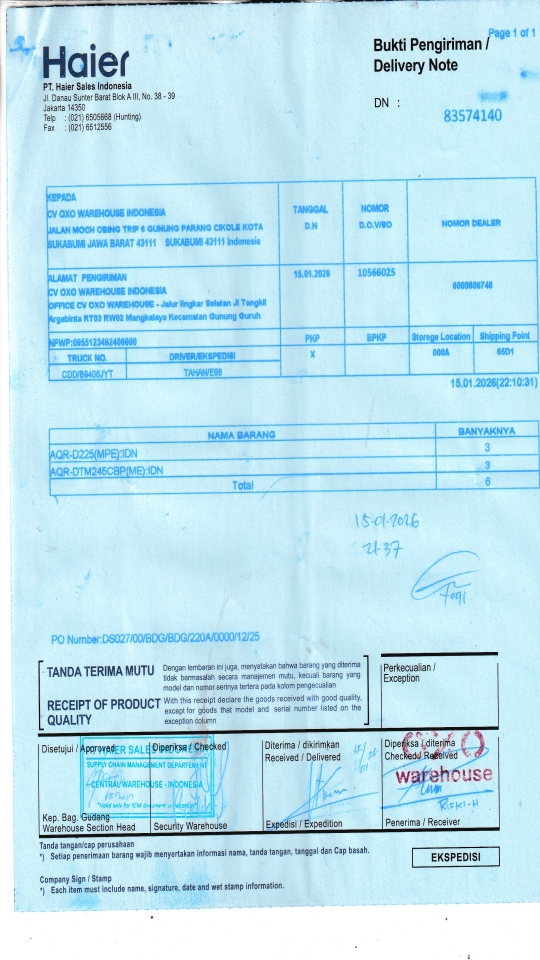 Page 1 of 1
Haier
Bukti Pengiriman /
Delivery Note
PT. Haier Sales Indonesia
Jl. Danau Sunter Barat Blok A III, No. 38 - 39
Jakarta 14350
Telp : (021) 6505668 (Hunting)
Fax : (021) 6512556
DN :
83574140
KEPADA
CV OXO WAREHOUSE INDONESIA
JALAN MOCH OBING TRIP 6 GUNUNG PARANG CIKOLE KOTA
SUKABUMI JAWA BARAT 43111 SUKABUMI 43111 Indonesia
TANGGAL
D.N
NOMOR
D.O.V/SO
NOMOR DEALER
ALAMAT PENGIRIMAN
CV OXO WAREHOUSE INDONESIA
OFFICE CV OXO WAREHOUSE - Jalur lingkar Selatan Jl Tangkil
Argabinta RT03 RW02 Mangkalaya Kecamatan Gunung Guruh
15.01.2026
10566025
6000609746
NPWP:0955123492406000
PKP
BPKP
Storege Location
Shipping Point
TRUCK NO.
DRIVER/EKSPEDISI
X
000A
65D1
CDD/B9405JYT
TAHAN/E86
15.01.2026(22:10:31)
NAMA BARANG
BANYAKNYA
AQR-D225(MPE):IDN
3
AQR-DTM245CBP(ME):IDN
3
Total
6
15-01-2026
21:37
Yogi
PO Number:DS027/00/BDG/BDG/220A/0000/12/25
TANDA TERIMA MUTU
Dengan lembaran ini juga, menyatakan bahwa barang yang diterima
tidak bermasalah secara manajemen mutu, kecuali barang yang
model dan nomor serinya tertera pada kolom pengecualian
RECEIPT OF PRODUCT
QUALITY
With this receipt declare the goods received with good quality,
except for goods that model and serial number listed on the
exception column
Perkecualian /
Exception
Disetujui / Approved
Diperiksa / Checked
Diterima / dikirimkan
Received / Delivered
Diperiksa / diterima
Checked / Received
PT HAIER SALES INDONESIA
SUPPLY CHAIN MANAGEMENT DEPARTEMENT
CENTRAL WAREHOUSE - INDONESIA
OXO
warehouse
RIFKI-H
Kep. Bag. Gudang
Warehouse Section Head
Security Warehouse
Expedisi / Expedition
Penerima / Receiver
Tanda tangan/cap perusahaan
*) Setiap penerimaan barang wajib menyertakan informasi nama, tanda tangan, tanggal dan Cap basah.
EKSPEDISI
Company Sign / Stamp
*) Each item must include name, signature, date and wet stamp information.